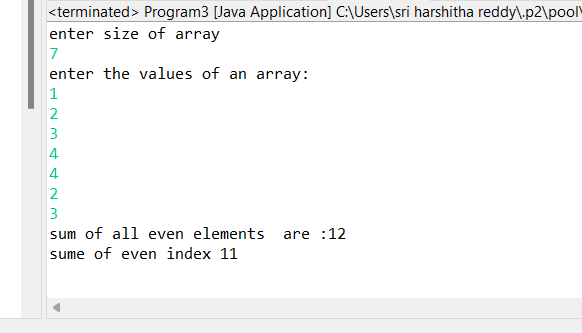 <terminated> Program3 [Java Application] C:\Users\sri harshitha reddy\.p2\pool\
enter size of array
7
enter the values of an array:
1
2
3
4
4
2
3
sum of all even elements  are :12
sume of even index 11